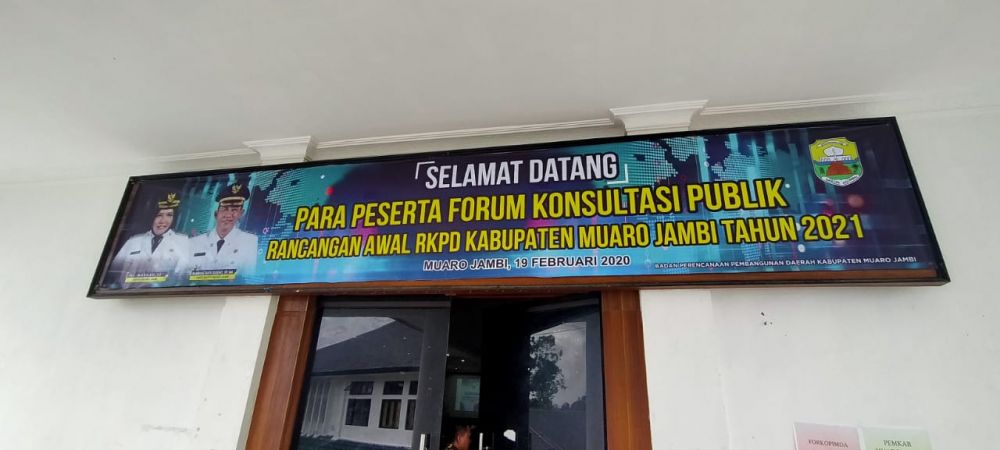 SELAMAT DATANG
PARA PESERTA FORUM KONSULTASI PUBLIK
RANCANGAN AWAL RKPD KABUPATEN MUARO JAMBI TAHUN 2021
MUARO JAMBI, 19 FEBRUARI 2020
BADAN PERENCANAAN PEMBANGUNAN DAERAH KABUPATEN MUARO JAMBI
FORKOPIMDA
PEMKAB